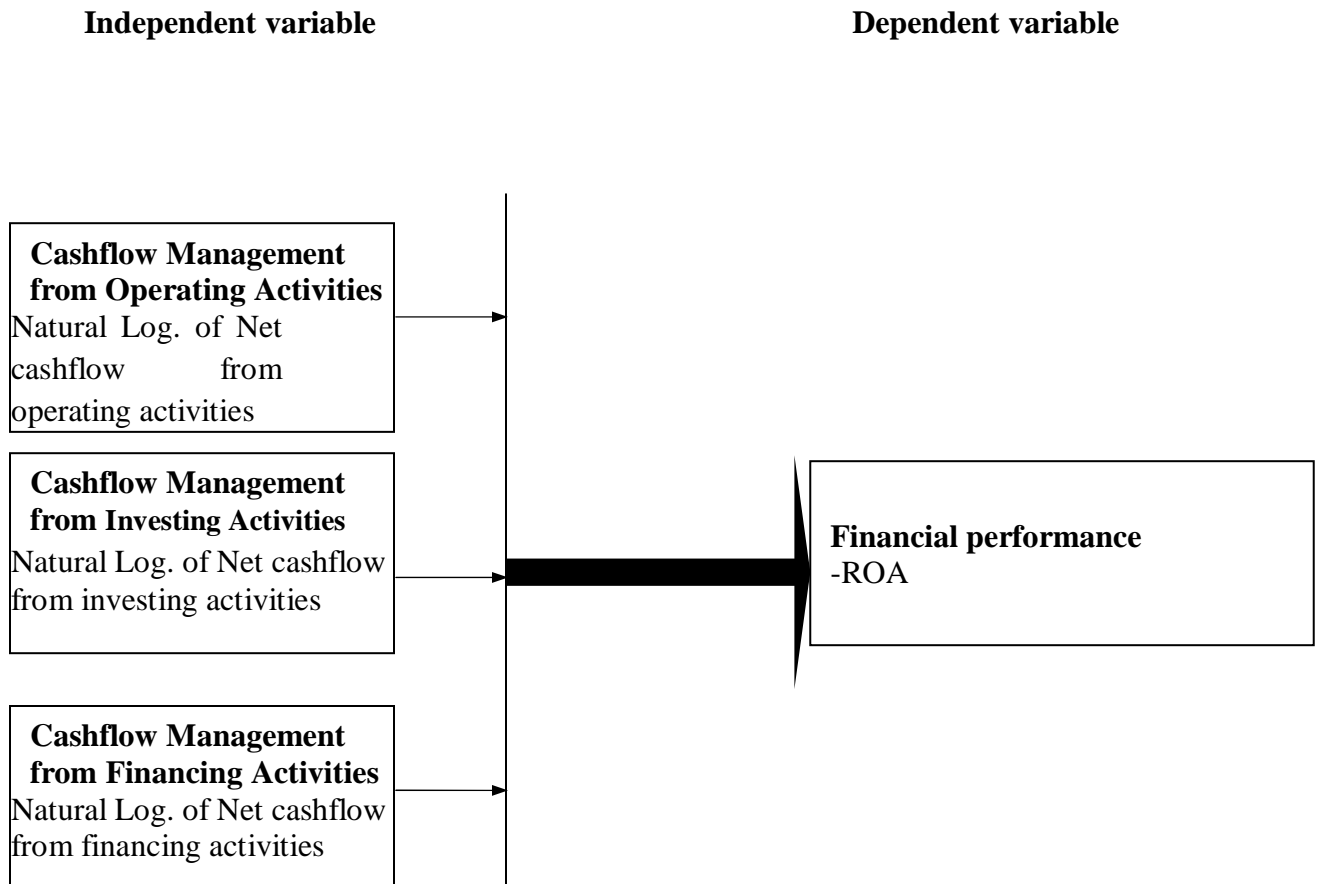 Independent variable
Dependent variable
Cashflow Management
from Operating Activities
Natural Log. of Net
cashflow from
operating activities
Cashflow Management
from Investing Activities
Natural Log. of Net cashflow
from investing activities
Financial performance
-ROA
Cashflow Management
from Financing Activities
Natural Log. of Net cashflow
from financing activities